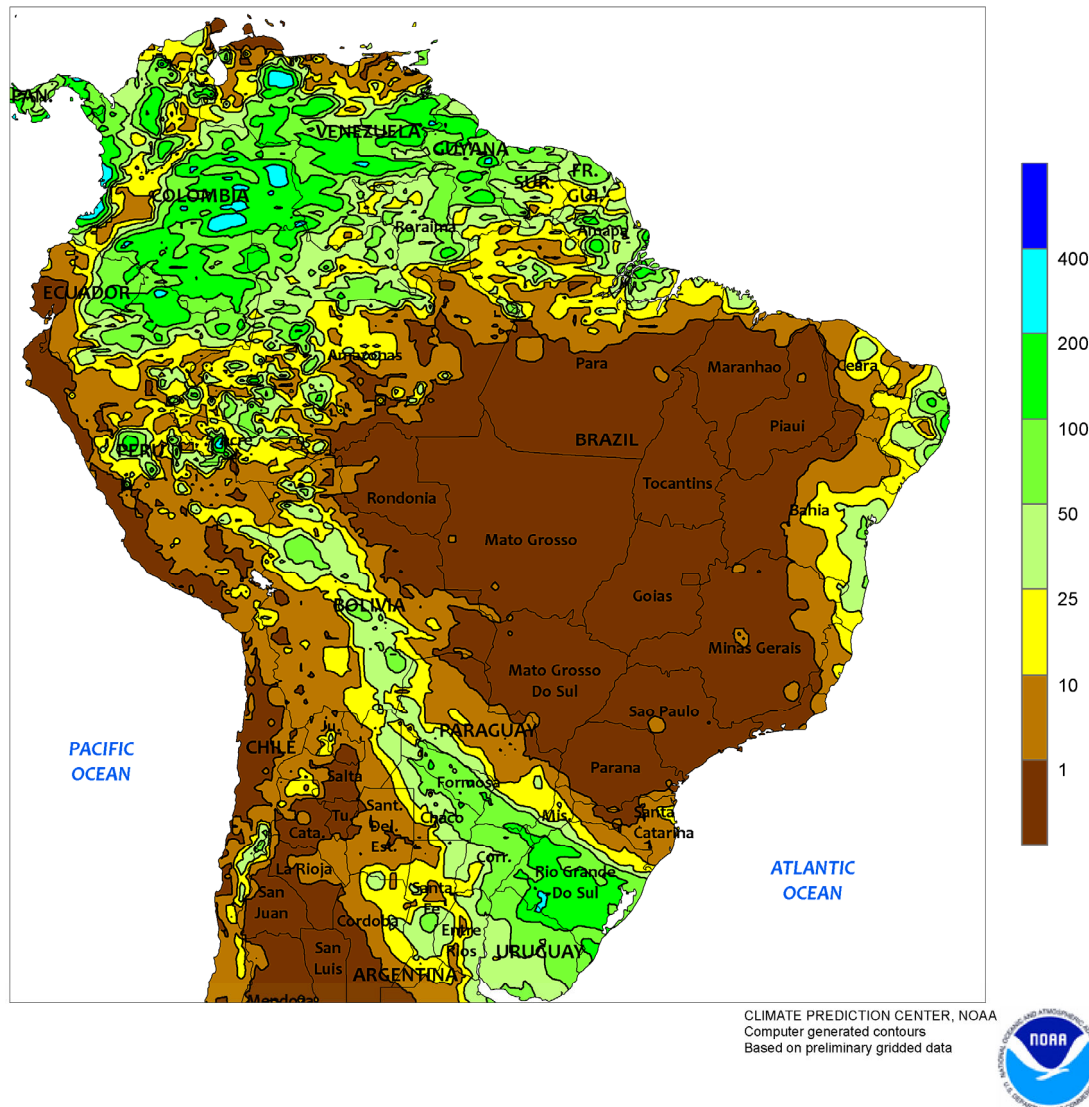 PAN.
VENEZUELA
GUYANA
FR.
SUR.
GUI.
COLOMBIA
Roraima
Amapa
ECUADOR
Amazonas
Para
Maranhao
Ceara
Piaui
BRAZIL
PERU
Acre
Tocantins
Rondonia
Bahia
Mato Grosso
Goias
BOLIVIA
Minas Gerais
Mato Grosso
Do Sul
Sao Paulo
PARAGUAY
Ju.
CHILE
PACIFIC
OCEAN
Salta
Formosa
Parana
Sant.
Del
Est.
Tu.
Chaco
Mis.
Santa
Catarina
Cata.
Corr.
La Rioja
Rio Grande
Do Sul
ATLANTIC
OCEAN
San
Juan
Santa
Fe
Cordoba
Entre
Rios
URUGUAY
San
Luis
ARGENTINA
Mendoza
400
200
100
50
25
10
1
CLIMATE PREDICTION CENTER, NOAA
Computer generated contours
Based on preliminary gridded data
NOAA